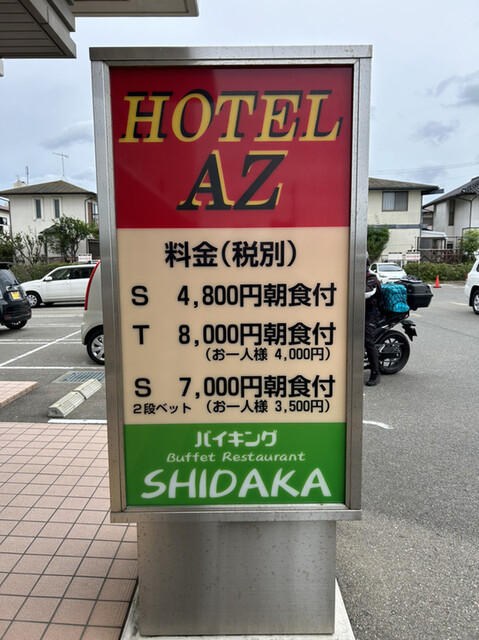 HOTEL
AZ
料金(税別)
S 4,800円朝食付
T 8,000円朝食付
(お一人様 4,000円)
S 7,000円朝食付
2段ベット (お一人様 3,500円)
バイキング
Buffet Restaurant
SHIDAKA